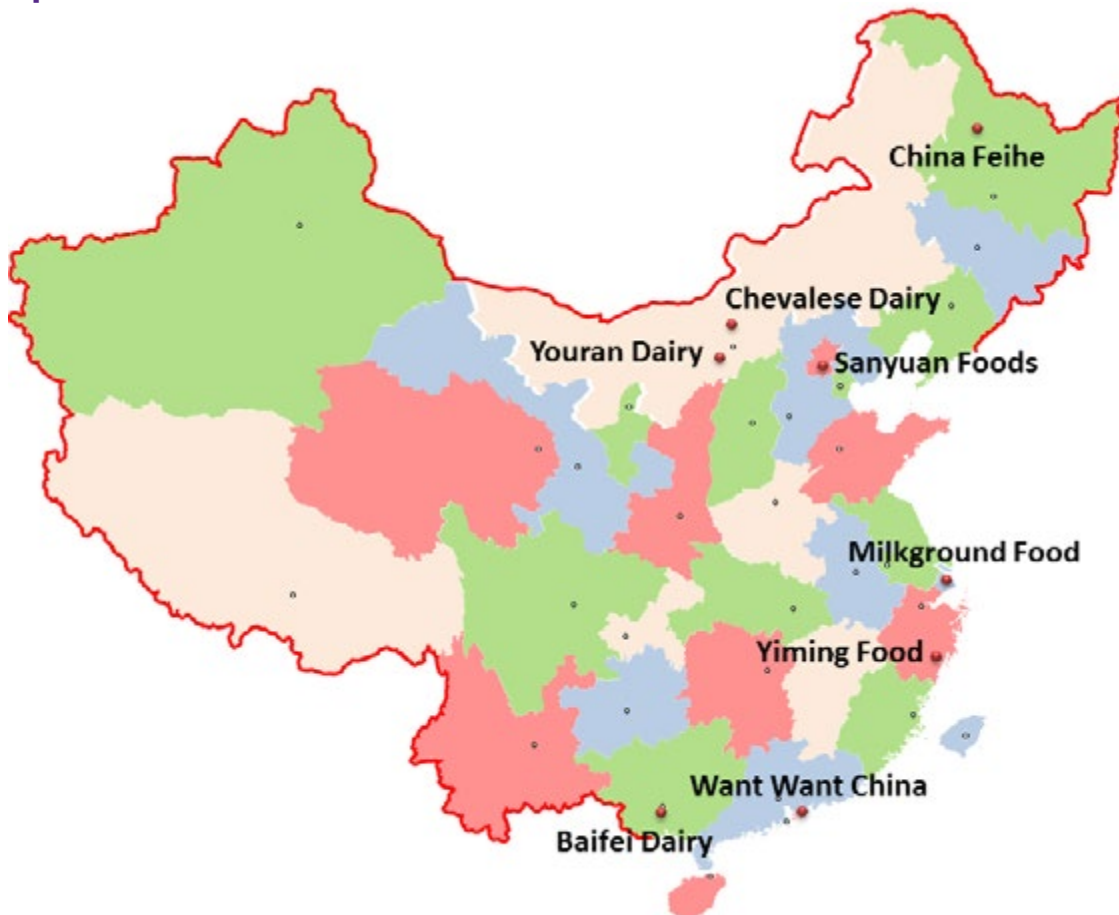 China Feihe
Chevalese Dairy
Youran Dairy
Sanyuan Foods
Milkground Food
Yiming Food
Want Want China
Baifei Dairy